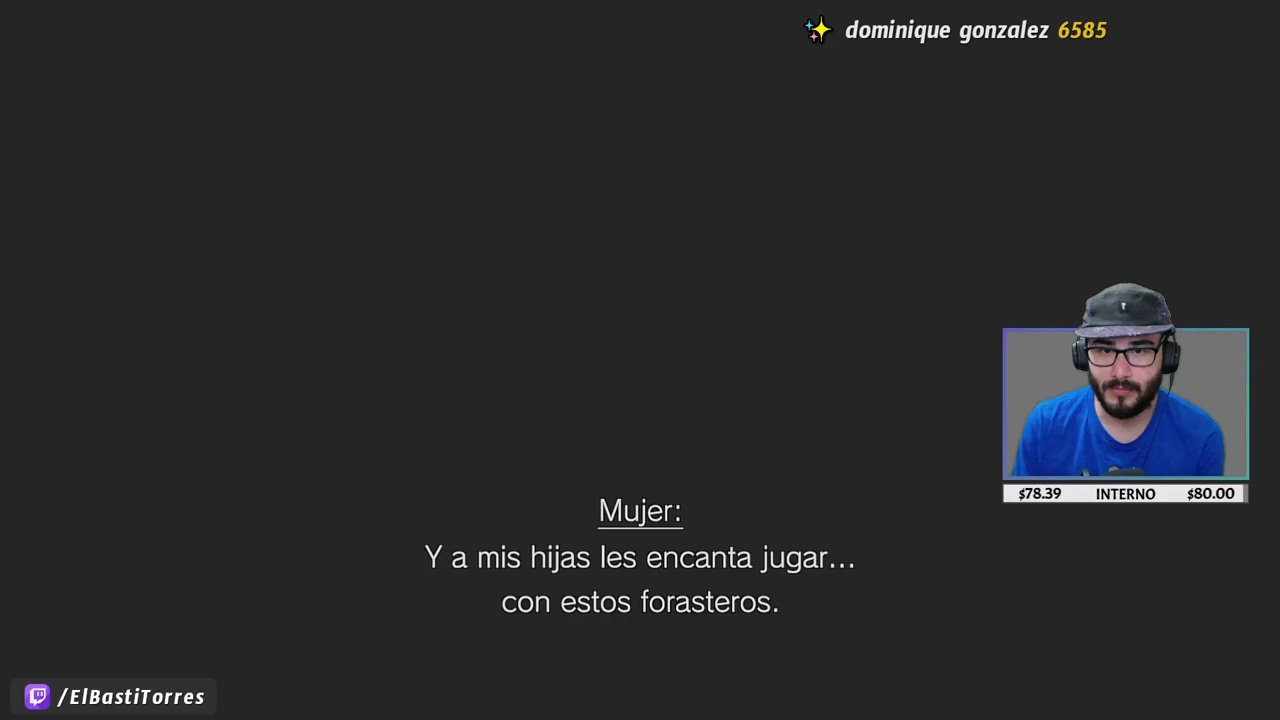 dominique gonzalez 6585
$78.39 INTERNO $80.00
Mujer:
Y a mis hijas les encanta jugar...
con estos forasteros.
/ElBastiTorres